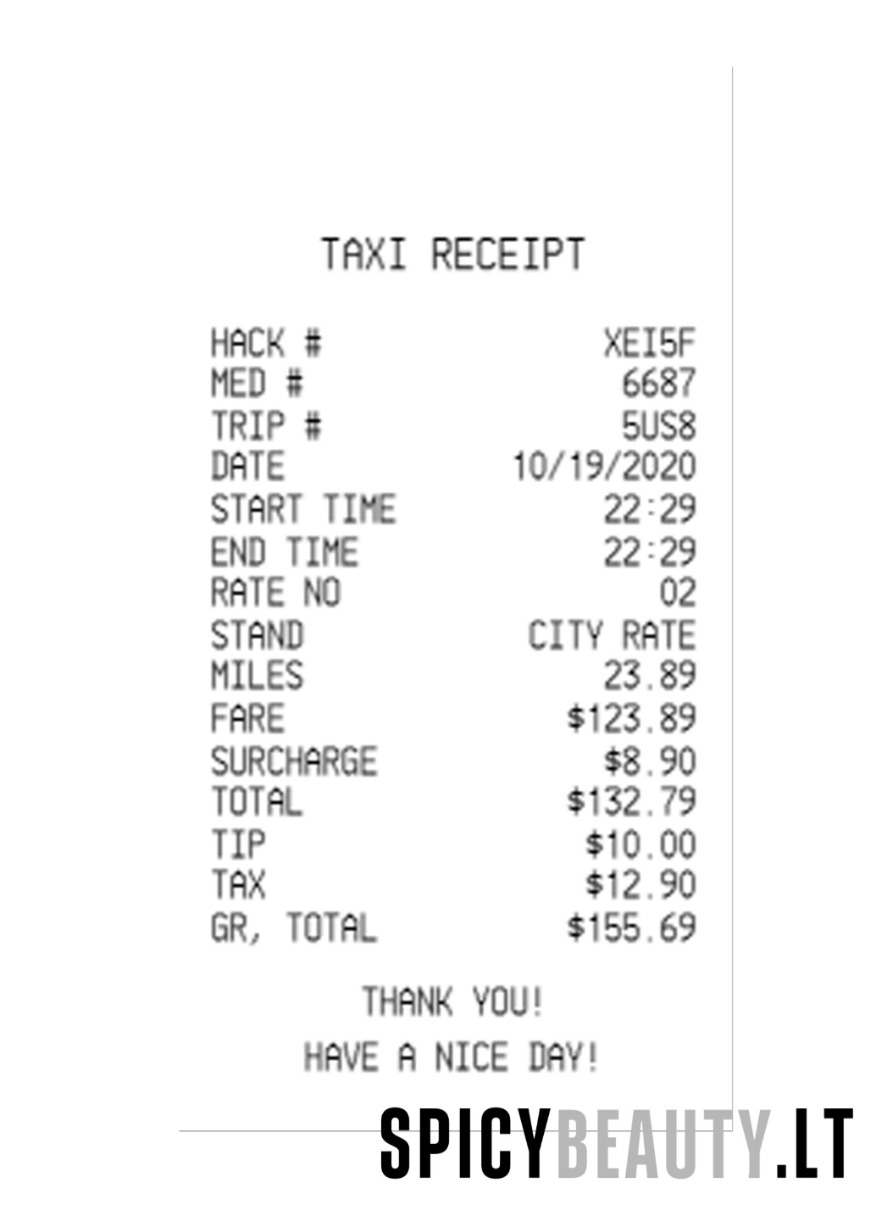 TAXI RECEIPT
HACK # XEI5F
MED # 6687
TRIP # 5US8
DATE 10/19/2020
START TIME 22:29
END TIME 22:29
RATE NO 02
STAND CITY RATE
MILES 23.89
FARE $123.89
SURCHARGE $8.90
TOTAL $132.79
TIP $10.00
TAX $12.90
GR, TOTAL $155.69
THANK YOU!
HAVE A NICE DAY!
SPICYBEAUTY.LT